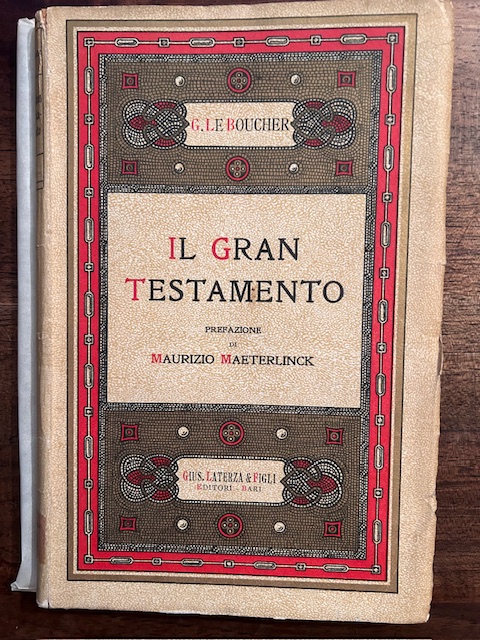 G. LE BOUCHER
IL GRAN
TESTAMENTO
PREFAZIONE
DI
MAURIZIO MAETERLINCK
GIUS. LATERZA & FIGLI
EDITORI - BARI